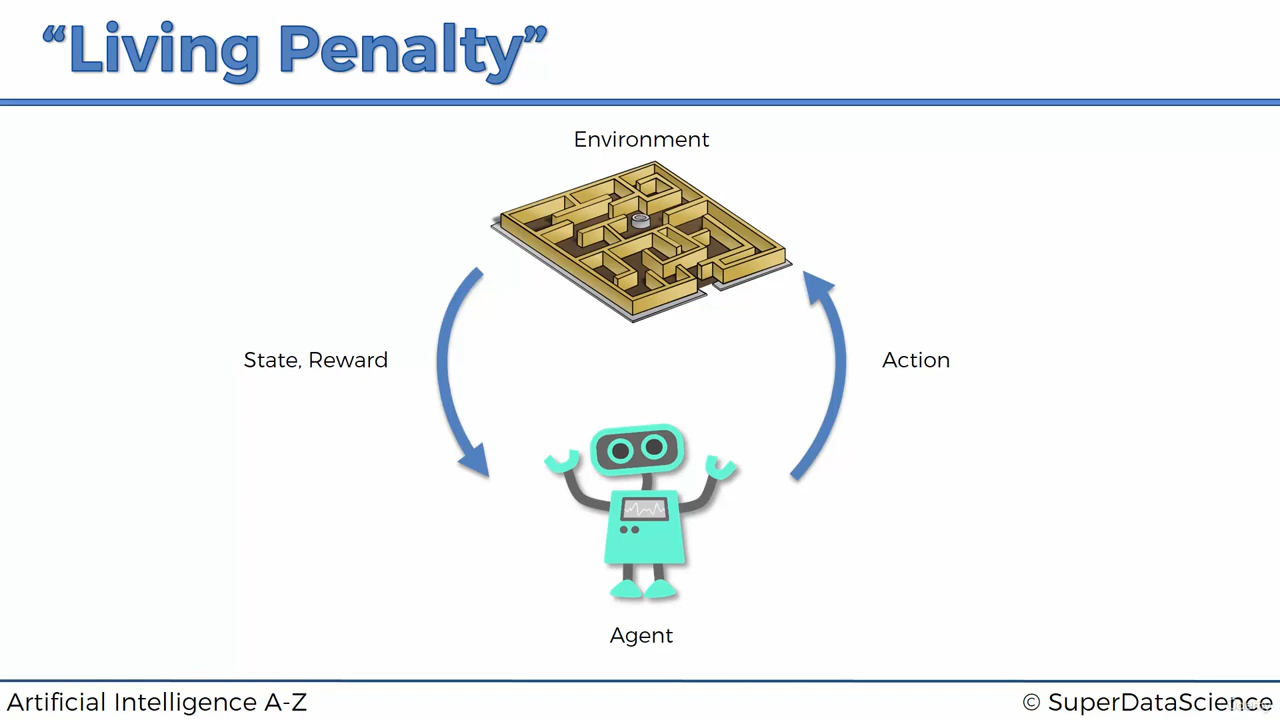 “Living Penalty”
Environment
State, Reward
Action
Agent
Artificial Intelligence A-Z
© SuperDataScience